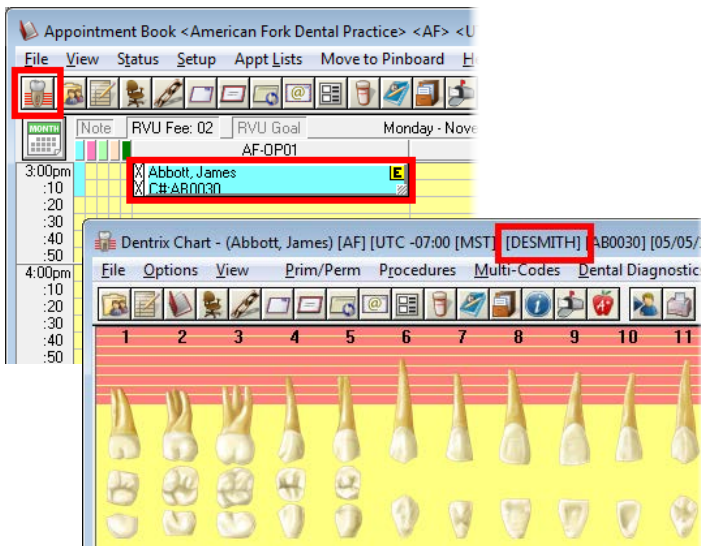 Appointment Book <American Fork Dental Practice> <AF> <U
File View Status Setup Appt Lists Move to Pinboard H
MONTH Note RVU Fee: 02 RVU Goal Monday - Nove
AF-OP01
3:00pm X Abbott, James E
:10 X C#:AB0030
:20
:30
:40
:50
4:00pm
:10
:20
:30
:40
:50
Dentrix Chart - (Abbott, James) [AF] [UTC -07:00 [MST] [DESMITH] [AB0030] [05/05/
File Options View Prim/Perm Procedures Multi-Codes Dental Diagnostic
1 2 3 4 5 6 7 8 9 10 11